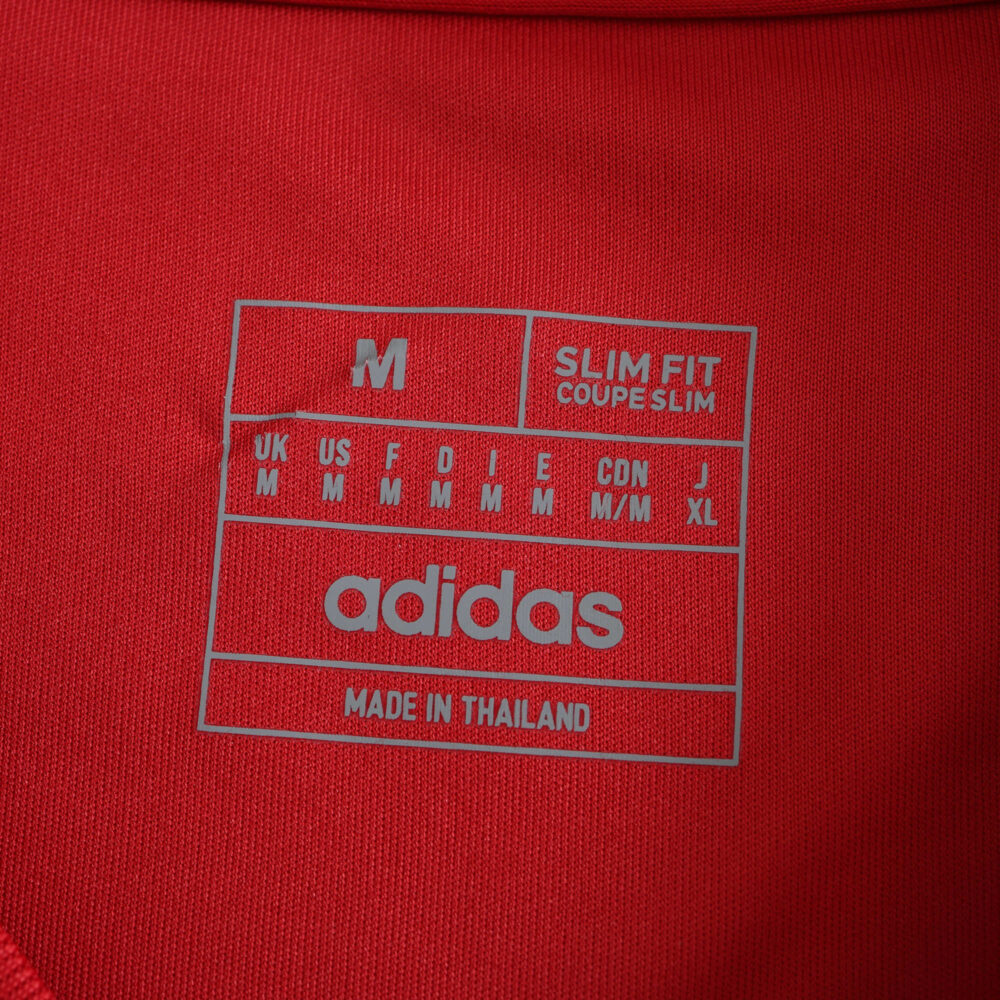 M
SLIM FIT
COUPE SLIM
UK US F D I E CDN J
M M M M M M M/M XL
adidas
MADE IN THAILAND